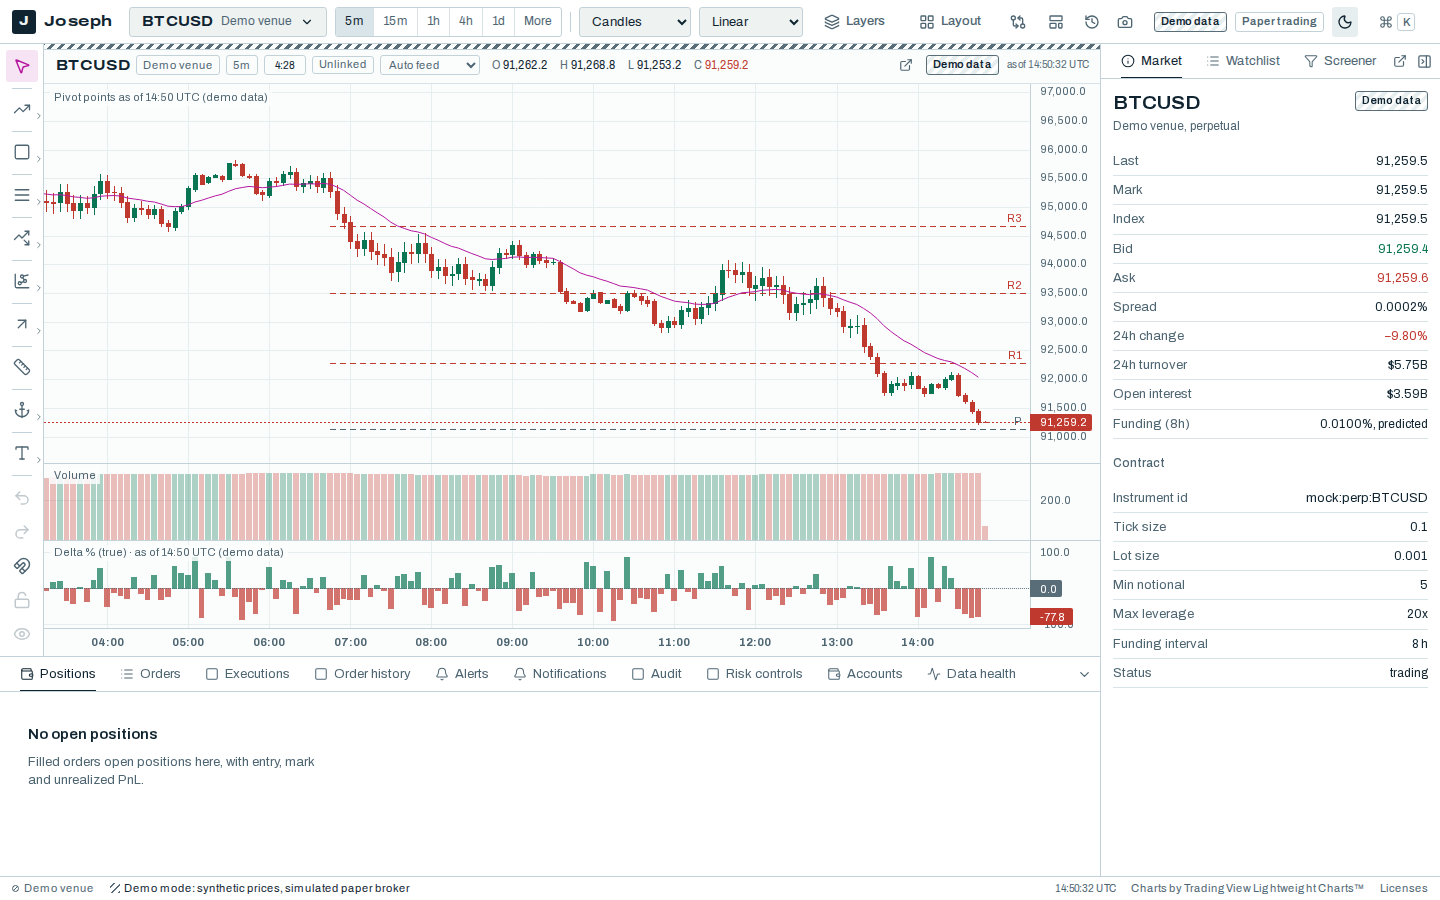 J Joseph
BTCUSD Demo venue
5m 15m 1h 4h 1d More
Candles
Linear
Layers
Layout
Demo data
Paper trading
⌘ K
BTCUSD Demo venue 5m 4:28 Unlinked Auto feed O 91,262.2 H 91,268.8 L 91,253.2 C 91,259.2
Demo data as of 14:50:32 UTC
Pivot points as of 14:50 UTC (demo data)
97,000.0
96,500.0
96,000.0
95,500.0
95,000.0
R3
94,500.0
94,000.0
R2
93,500.0
93,000.0
92,500.0
R1
92,000.0
91,500.0
P 91,259.2
91,000.0
Volume
200.0
Delta % (true) · as of 14:50 UTC (demo data)
100.0
0.0
-77.8
04:00 05:00 06:00 07:00 08:00 09:00 10:00 11:00 12:00 13:00 14:00
Positions Orders Executions Order history Alerts Notifications Audit Risk controls Accounts Data health
No open positions
Filled orders open positions here, with entry, mark
and unrealized PnL.
Market Watchlist Screener
BTCUSD Demo data
Demo venue, perpetual
Last 91,259.5
Mark 91,259.5
Index 91,259.5
Bid 91,259.4
Ask 91,259.6
Spread 0.0002%
24h change −9.80%
24h turnover $5.75B
Open interest $3.59B
Funding (8h) 0.0100%, predicted
Contract
Instrument id mock:perp:BTCUSD
Tick size 0.1
Lot size 0.001
Min notional 5
Max leverage 20x
Funding interval 8 h
Status trading
Demo venue Demo mode: synthetic prices, simulated paper broker
14:50:32 UTC Charts by TradingView Lightweight Charts™ Licenses